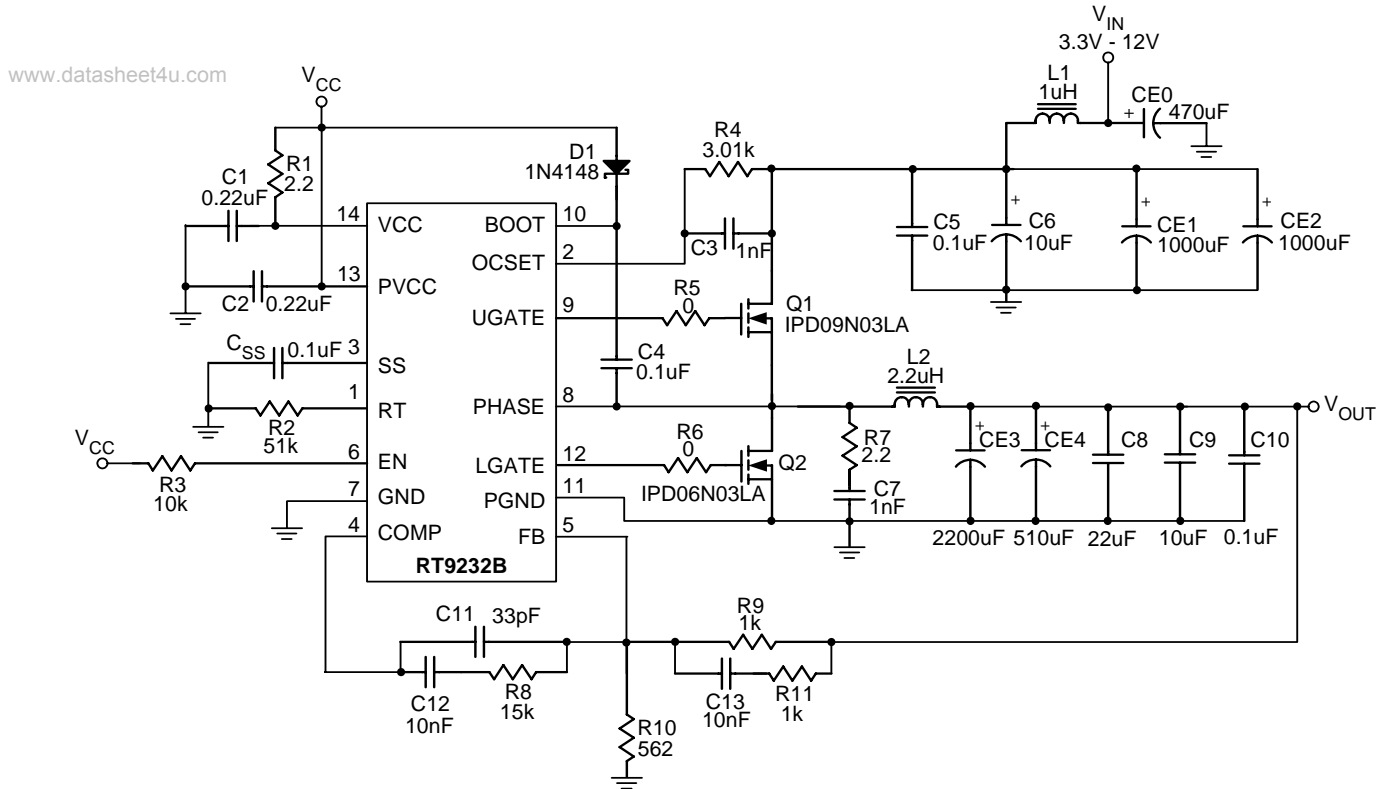 www.datasheet4u.com
VCC
VIN
3.3V - 12V
L1
1uH
CE0
+
470uF
R1
2.2
D1
1N4148
R4
3.01k
C1
0.22uF
14
VCC
BOOT
10
C3
1nF
C5
0.1uF
+
C6
10uF
+
CE1
1000uF
+
CE2
1000uF
OCSET
2
13
PVCC
C2
0.22uF
UGATE
9
R5
0
Q1
IPD09N03LA
CSS
0.1uF
3
SS
C4
0.1uF
L2
2.2uH
1
RT
R2
51k
PHASE
8
VOUT
VCC
R3
10k
6
EN
LGATE
12
R6
0
Q2
IPD06N03LA
R7
2.2
C7
1nF
+
CE3
2200uF
+
CE4
510uF
C8
22uF
C9
10uF
C10
0.1uF
7
GND
PGND
11
4
COMP
FB
5
RT9232B
C11
33pF
R9
1k
C12
10nF
R8
15k
C13
10nF
R11
1k
R10
562